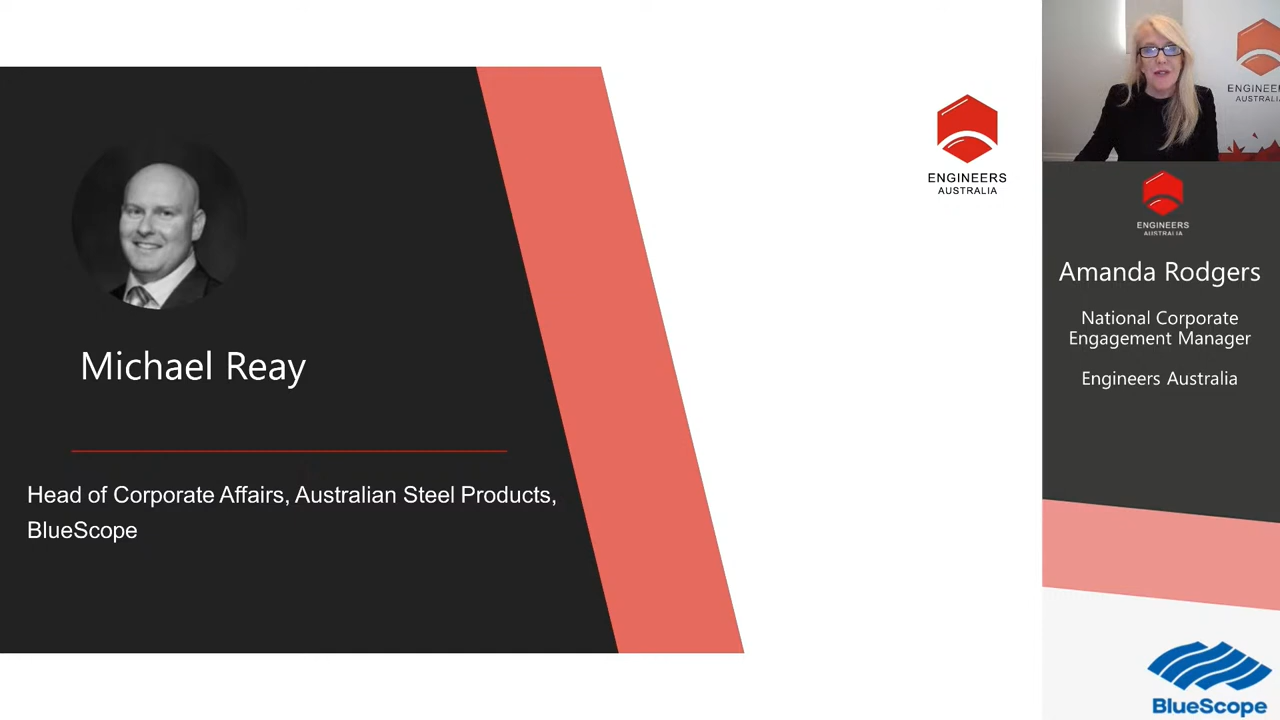 Michael Reay
Head of Corporate Affairs, Australian Steel Products,
BlueScope
ENGINEERS
AUSTRALIA
ENGINEERS
AUSTRALIA
ENGINEERS
AUSTRALIA
Amanda Rodgers
National Corporate
Engagement Manager
Engineers Australia
BlueScope